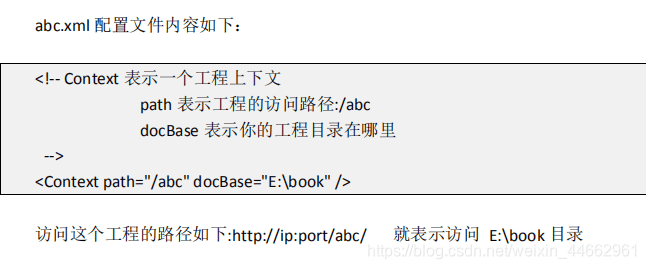 abc.xml 配置文件内容如下：
<!-- Context 表示一个工程上下文
path 表示工程的访问路径:/abc
docBase 表示你的工程目录在哪里
-->
<Context path="/abc" docBase="E:\book" />
访问这个工程的路径如下:http://ip:port/abc/ 就表示访问 E:\book 目录
https://blog.csdn.net/weixin_44662961